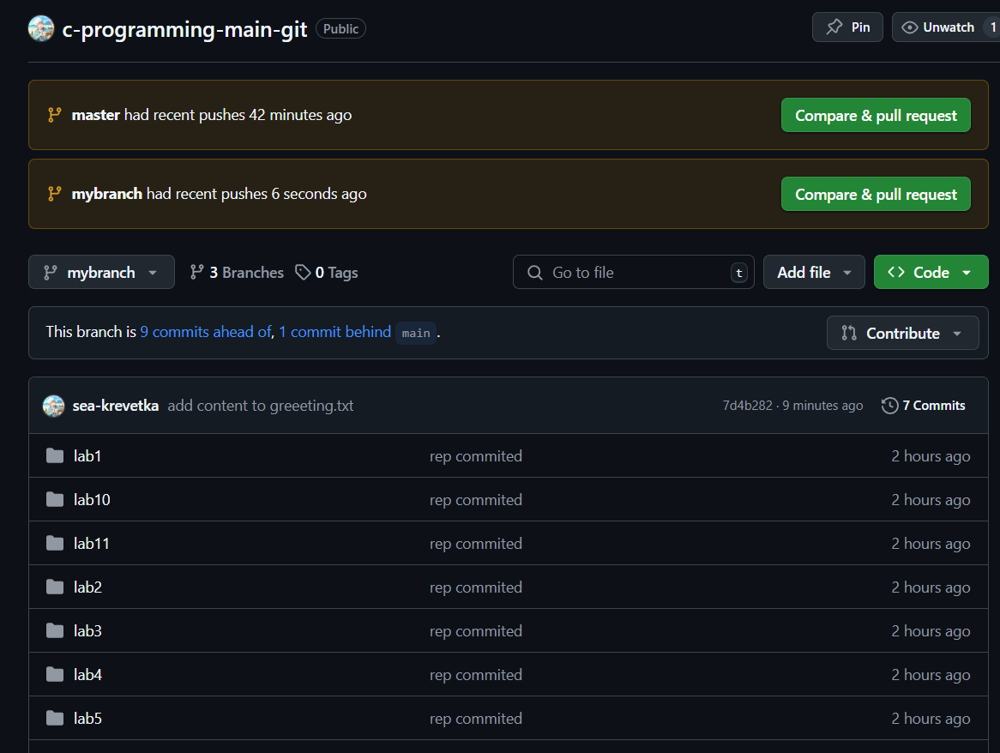 c-programming-main-git Public Pin Unwatch 1
master had recent pushes 42 minutes ago Compare & pull request
mybranch had recent pushes 6 seconds ago Compare & pull request
mybranch 3 Branches 0 Tags Go to file t Add file Code
This branch is 9 commits ahead of, 1 commit behind main . Contribute
sea-krevetka add content to greeeting.txt 7d4b282 · 9 minutes ago 7 Commits
lab1 rep commited 2 hours ago
lab10 rep commited 2 hours ago
lab11 rep commited 2 hours ago
lab2 rep commited 2 hours ago
lab3 rep commited 2 hours ago
lab4 rep commited 2 hours ago
lab5 rep commited 2 hours ago